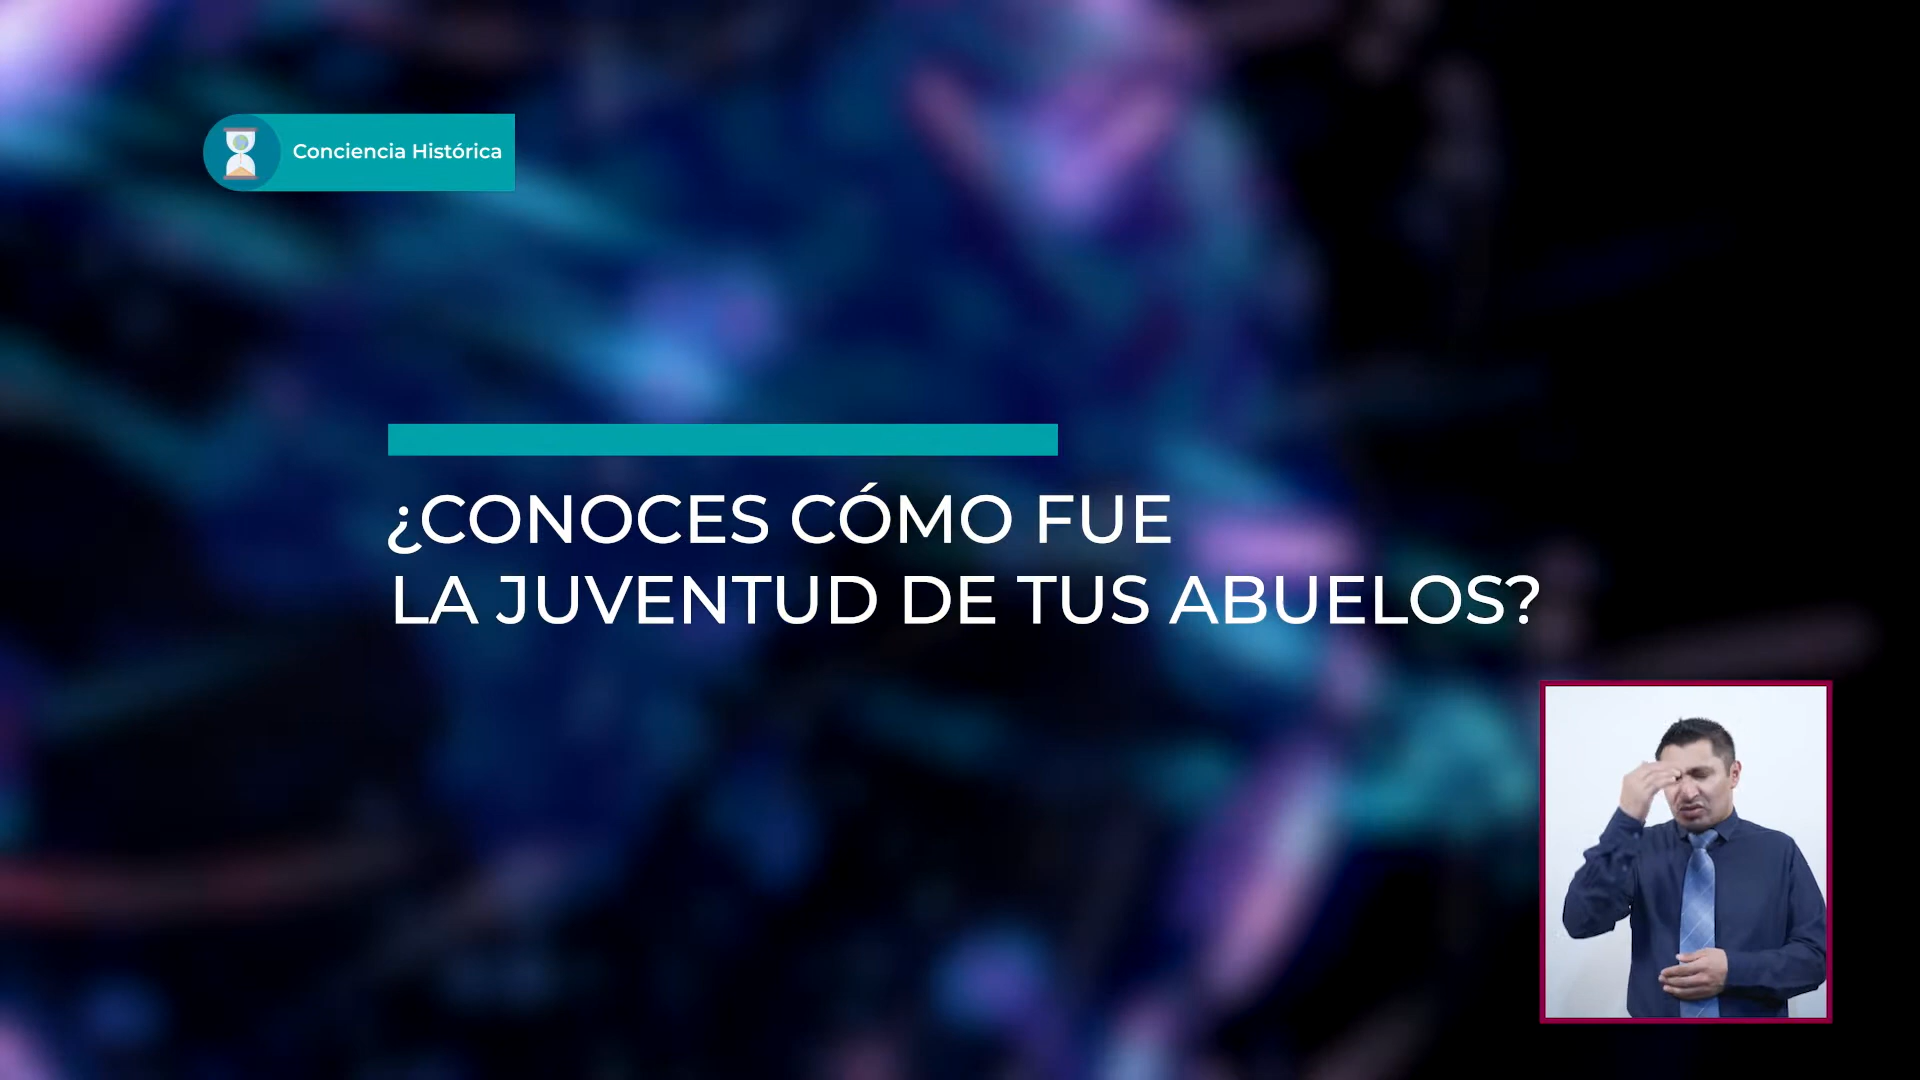 Conciencia Histórica
¿CONOCES CÓMO FUE
LA JUVENTUD DE TUS ABUELOS?